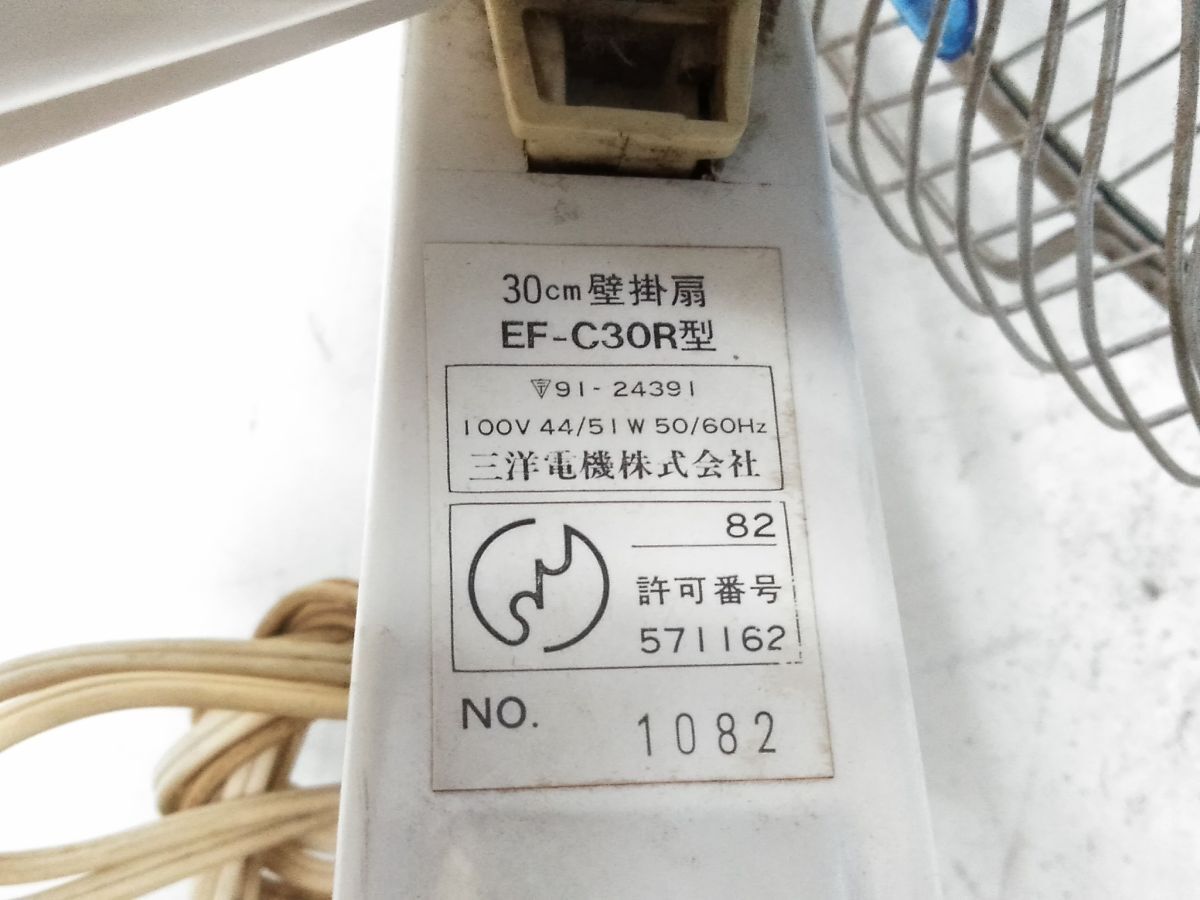 30cm壁掛扇
EF-C30R型
〒91-24391
100V 44/51W 50/60Hz
三洋電機株式会社
82
許可番号
571162
NO. 1082